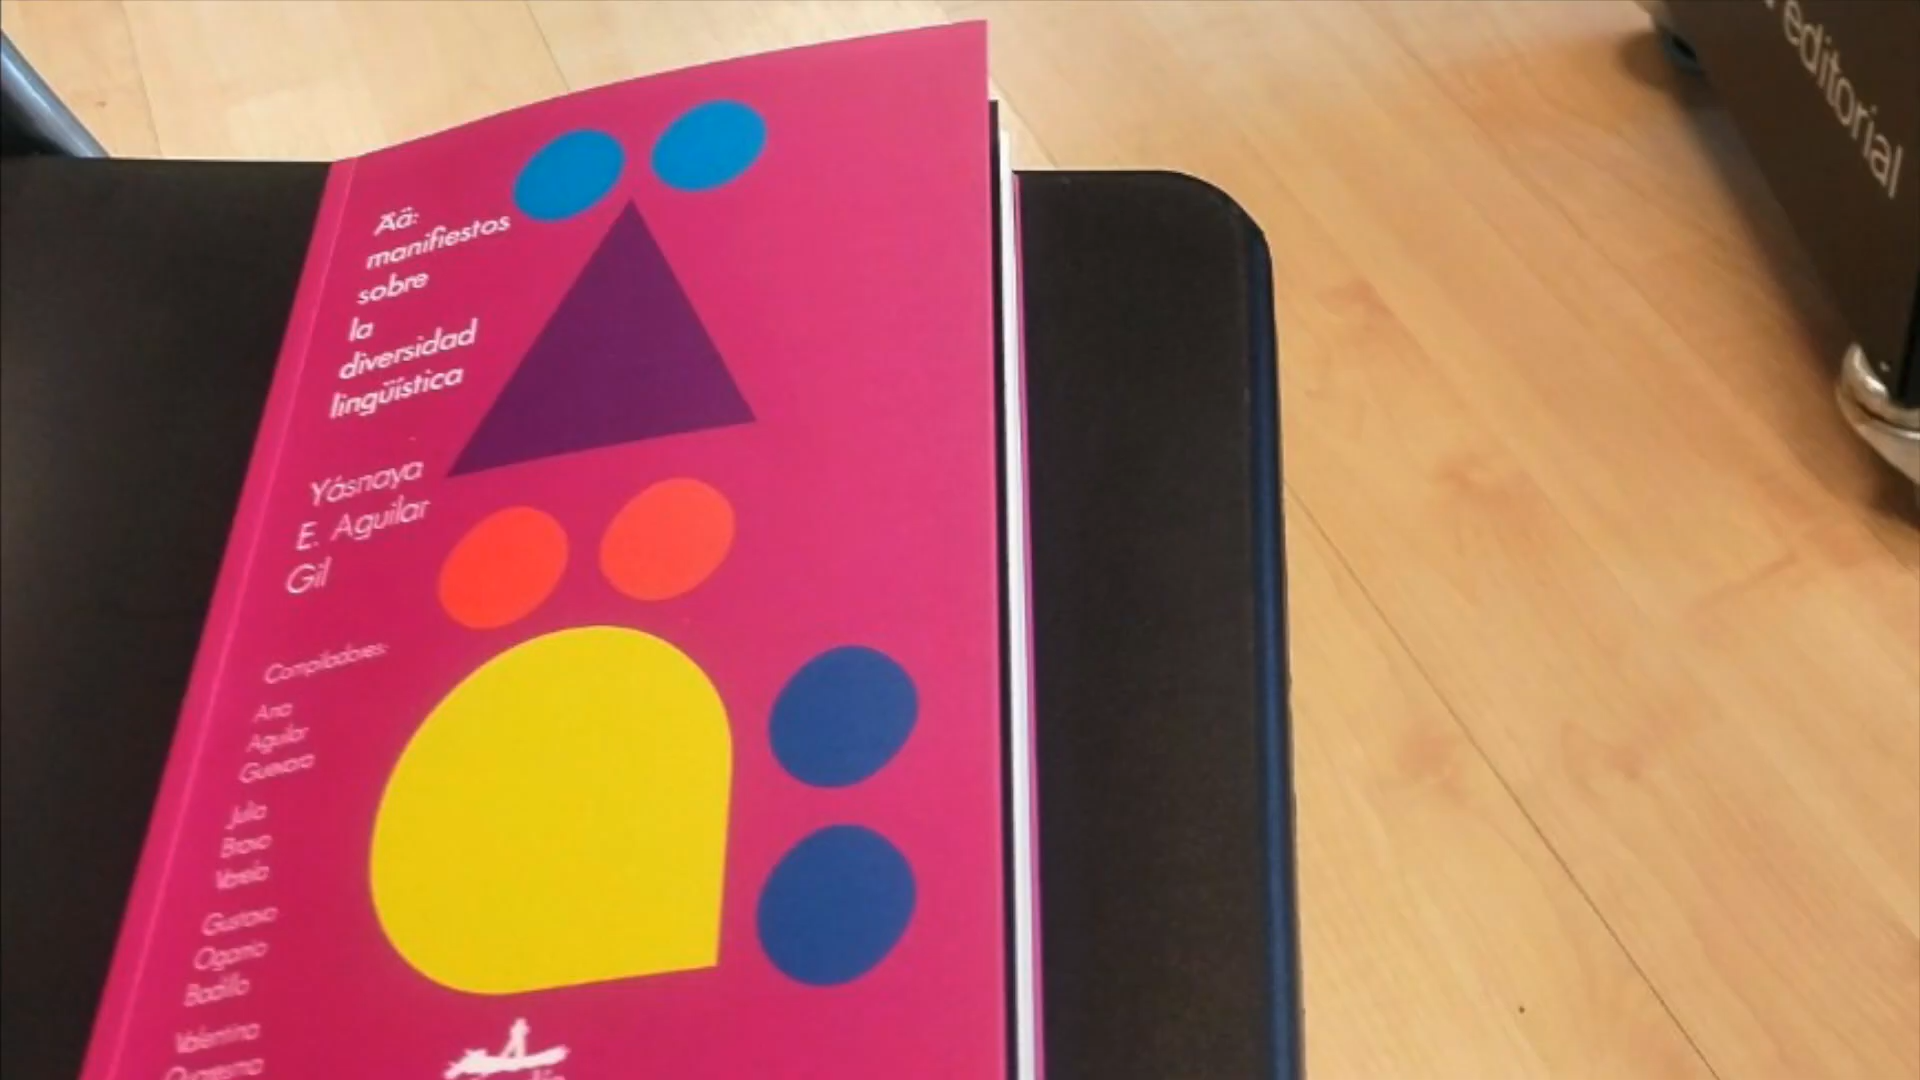 Ää:
manifiestos
sobre
la
diversidad
lingüística
Yásnaya
E. Aguilar
Gil
Compiladores:
Ana
Aguilar
Guevara
Julia
Bravo
Varela
Gustavo
Ogarrio
Badillo
Valentina
Quaresma
editorial